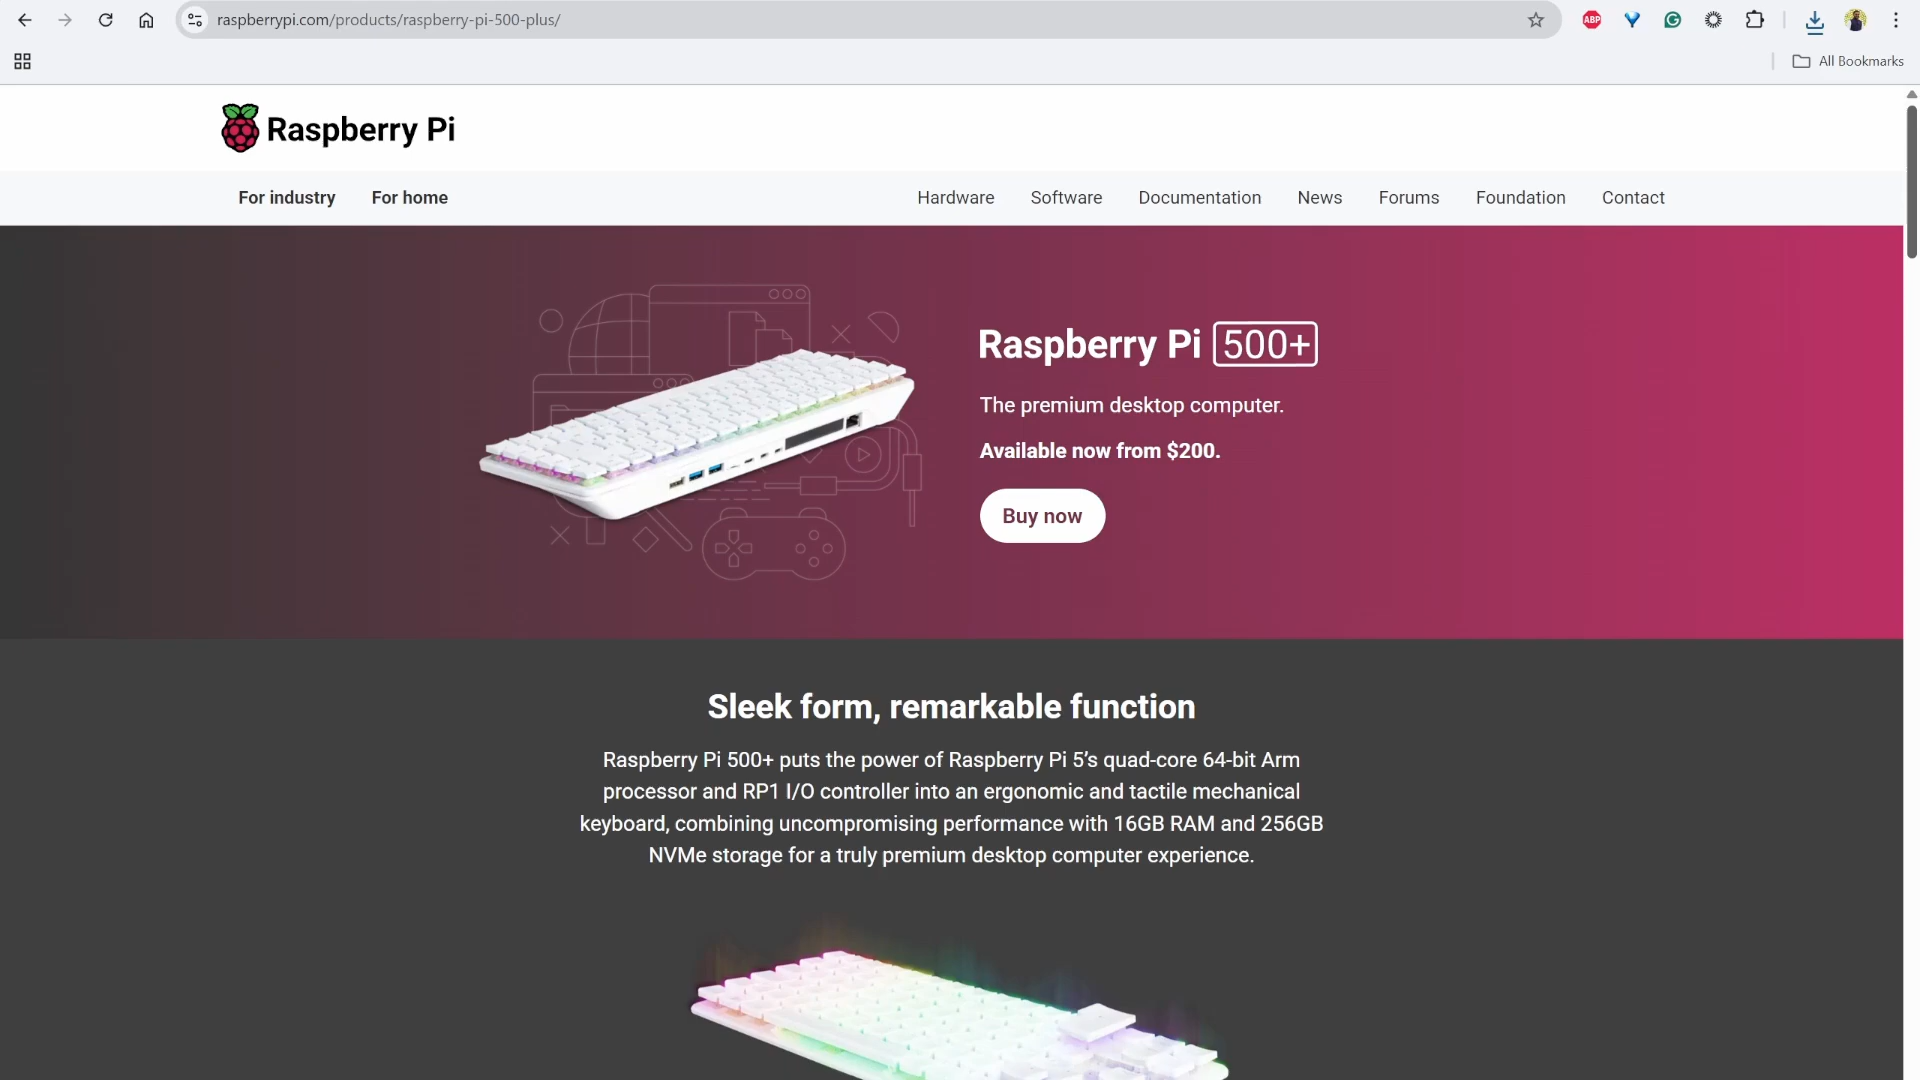 raspberrypi.com/products/raspberry-pi-500-plus/
ABP
All Bookmarks
Raspberry Pi
For industry
For home
Hardware
Software
Documentation
News
Forums
Foundation
Contact
Raspberry Pi 500+
The premium desktop computer.
Available now from $200.
Buy now
Sleek form, remarkable function
Raspberry Pi 500+ puts the power of Raspberry Pi 5’s quad-core 64-bit Arm
processor and RP1 I/O controller into an ergonomic and tactile mechanical
keyboard, combining uncompromising performance with 16GB RAM and 256GB
NVMe storage for a truly premium desktop computer experience.